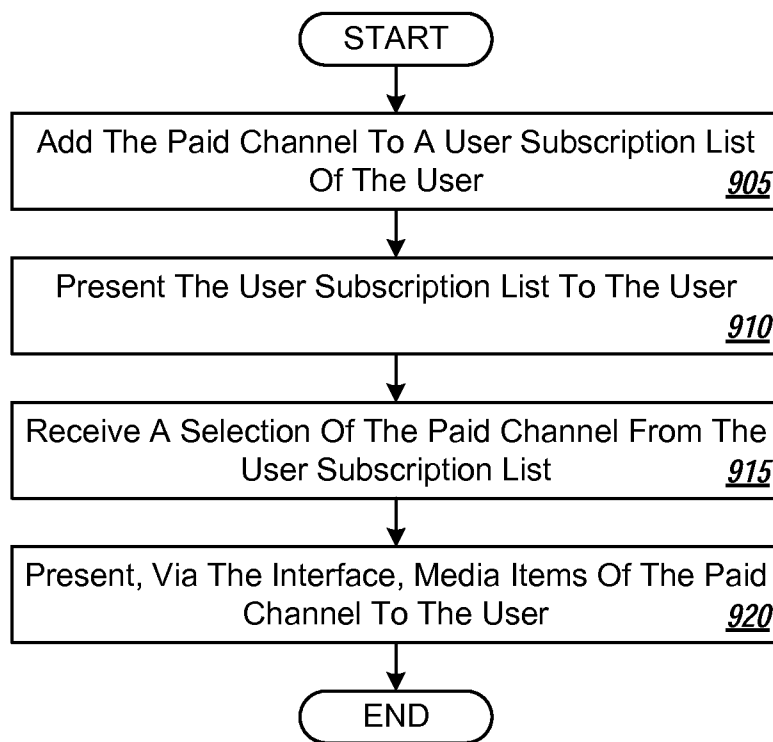 START
Add The Paid Channel To A User Subscription List
Of The User 905
Present The User Subscription List To The User
910
Receive A Selection Of The Paid Channel From The
User Subscription List 915
Present, Via The Interface, Media Items Of The Paid
Channel To The User 920
END